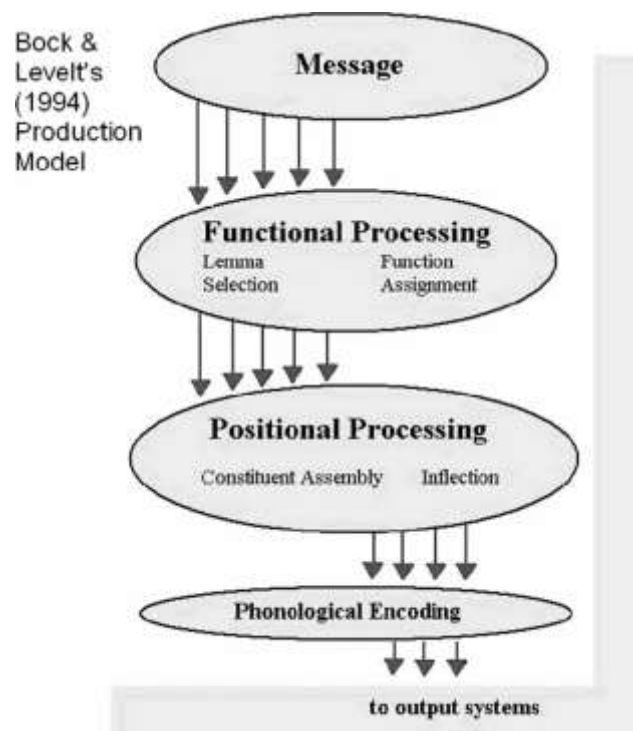 Bock &
Levelt's
(1994)
Production
Model
Message
Functional Processing
Lemma Function
Selection Assignment
Positional Processing
Constituent Assembly Inflection
Phonological Encoding
to output systems